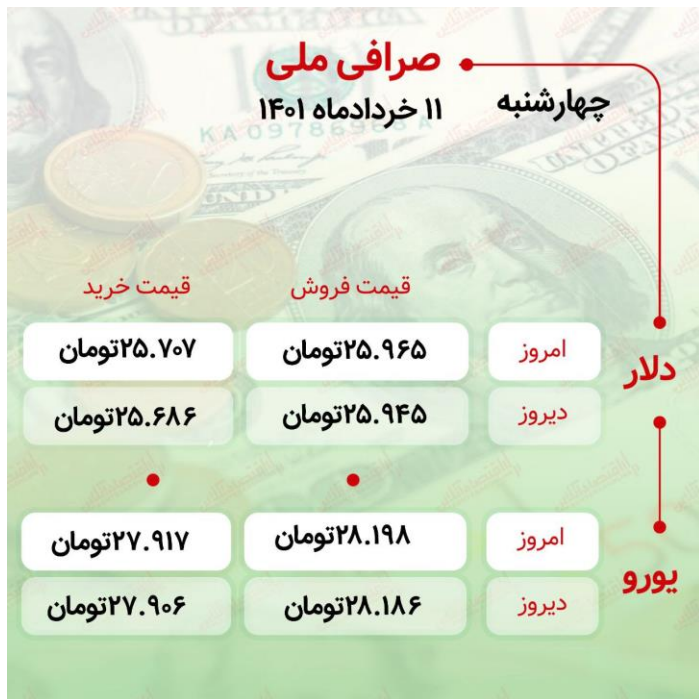 صرافی ملی
چهارشنبه ۱۱ خردادماه ۱۴۰۱
قیمت فروش قیمت خرید
دلار
امروز ۲۵.۹۶۵تومان ۲۵.۷۰۷تومان
دیروز ۲۵.۹۴۵تومان ۲۵.۶۸۶تومان
یورو
امروز ۲۸.۱۹۸تومان ۲۷.۹۱۷تومان
دیروز ۲۸.۱۸۶تومان ۲۷.۹۰۶تومان